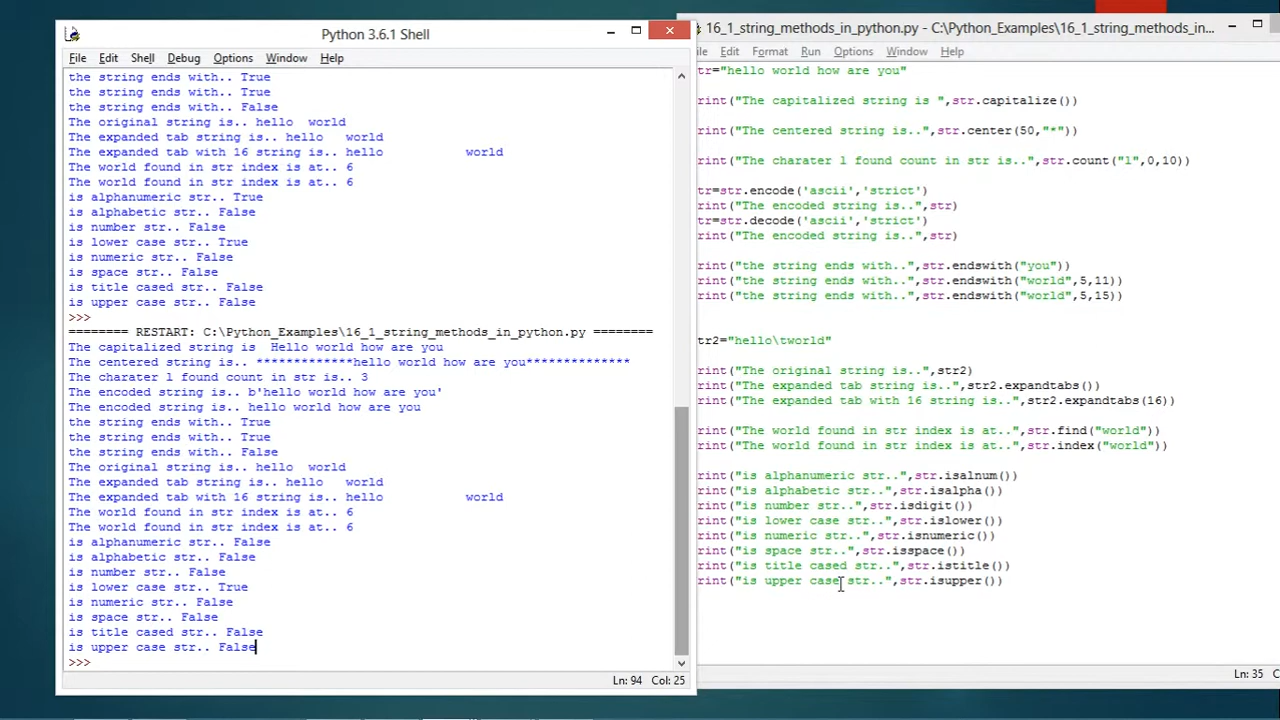 Python 3.6.1 Shell
File Edit Shell Debug Options Window Help
the string ends with.. True
the string ends with.. True
the string ends with.. False
The original string is.. hello  world
The expanded tab string is.. hello   world
The expanded tab with 16 string is.. hello           world
The world found in str index is at.. 6
The world found in str index is at.. 6
is alphanumeric str.. True
is alphabetic str.. False
is number str.. False
is lower case str.. True
is numeric str.. False
is space str.. False
is title cased str.. False
is upper case str.. False
>>>
======== RESTART: C:\Python_Examples\16_1_string_methods_in_python.py ========
The capitalized string is  Hello world how are you
The centered string is.. *************hello world how are you**************
The charater l found count in str is.. 3
The encoded string is.. b'hello world how are you'
The encoded string is.. hello world how are you
the string ends with.. True
the string ends with.. True
the string ends with.. False
The original string is.. hello  world
The expanded tab string is.. hello   world
The expanded tab with 16 string is.. hello           world
The world found in str index is at.. 6
The world found in str index is at.. 6
is alphanumeric str.. False
is alphabetic str.. False
is number str.. False
is lower case str.. True
is numeric str.. False
is space str.. False
is title cased str.. False
is upper case str.. False
>>>
Ln: 94 Col: 25
16_1_string_methods_in_python.py - C:\Python_Examples\16_1_string_methods_in...
le Edit Format Run Options Window Help
tr="hello world how are you"
rint("The capitalized string is ",str.capitalize())
rint("The centered string is..",str.center(50,"*"))
rint("The charater l found count in str is..",str.count("l",0,10))
tr=str.encode('ascii','strict')
rint("The encoded string is..",str)
tr=str.decode('ascii','strict')
rint("The encoded string is..",str)
rint("the string ends with..",str.endswith("you"))
rint("the string ends with..",str.endswith("world",5,11))
rint("the string ends with..",str.endswith("world",5,15))
tr2="hello\tworld"
rint("The original string is..",str2)
rint("The expanded tab string is..",str2.expandtabs())
rint("The expanded tab with 16 string is..",str2.expandtabs(16))
rint("The world found in str index is at..",str.find("world"))
rint("The world found in str index is at..",str.index("world"))
rint("is alphanumeric str..",str.isalnum())
rint("is alphabetic str..",str.isalpha())
rint("is number str..",str.isdigit())
rint("is lower case str..",str.islower())
rint("is numeric str..",str.isnumeric())
rint("is space str..",str.isspace())
rint("is title cased str..",str.istitle())
rint("is upper case str..",str.isupper())
Ln: 35 C